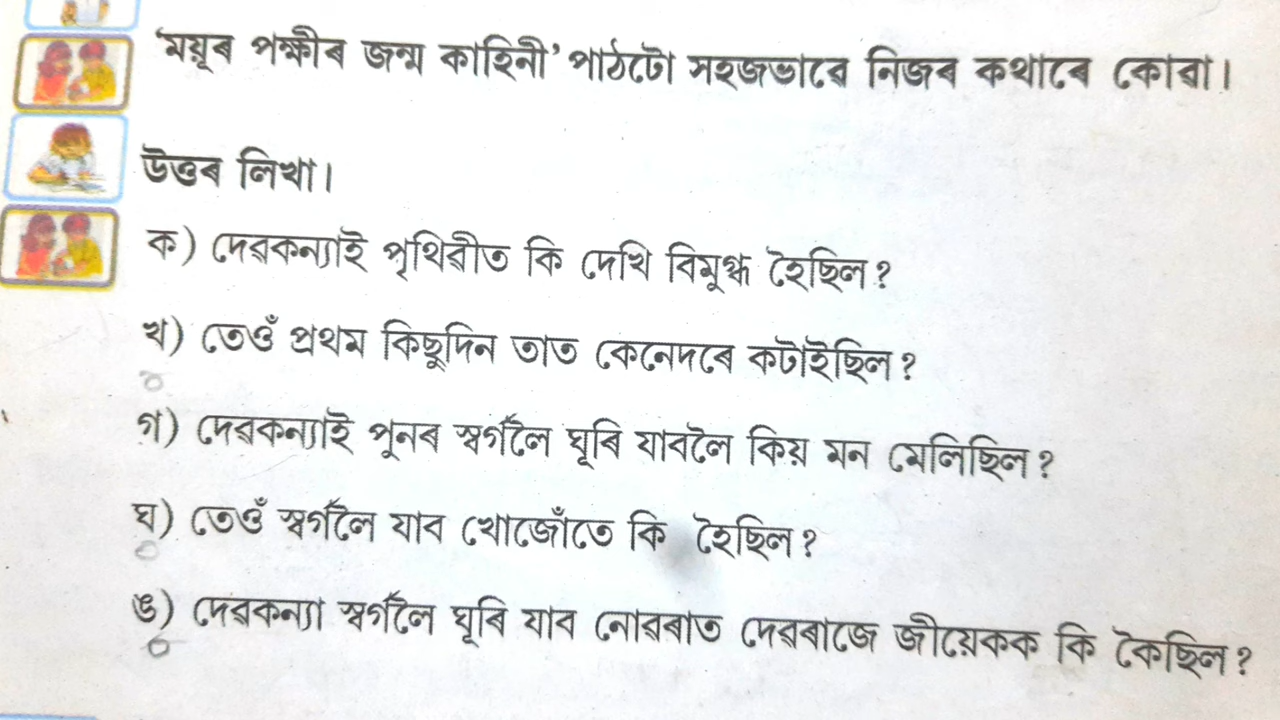 ‘ময়ূৰ পক্ষীৰ জন্ম কাহিনী’ পাঠটো সহজভাৱে নিজৰ কথাৰে কোৱা।
উত্তৰ লিখা।
ক) দেৱকন্যাই পৃথিৱীত কি দেখি বিমুগ্ধ হৈছিল?
খ) তেওঁ প্ৰথম কিছুদিন তাত কেনেদৰে কটাইছিল?
গ) দেৱকন্যাই পুনৰ স্বৰ্গলৈ ঘূৰি যাবলৈ কিয় মন মেলিছিল?
ঘ) তেওঁ স্বৰ্গলৈ যাব খোজোঁতে কি হৈছিল?
ঙ) দেৱকন্যা স্বৰ্গলৈ ঘূৰি যাব নোৱৰাত দেৱৰাজে জীয়েকক কি কৈছিল?